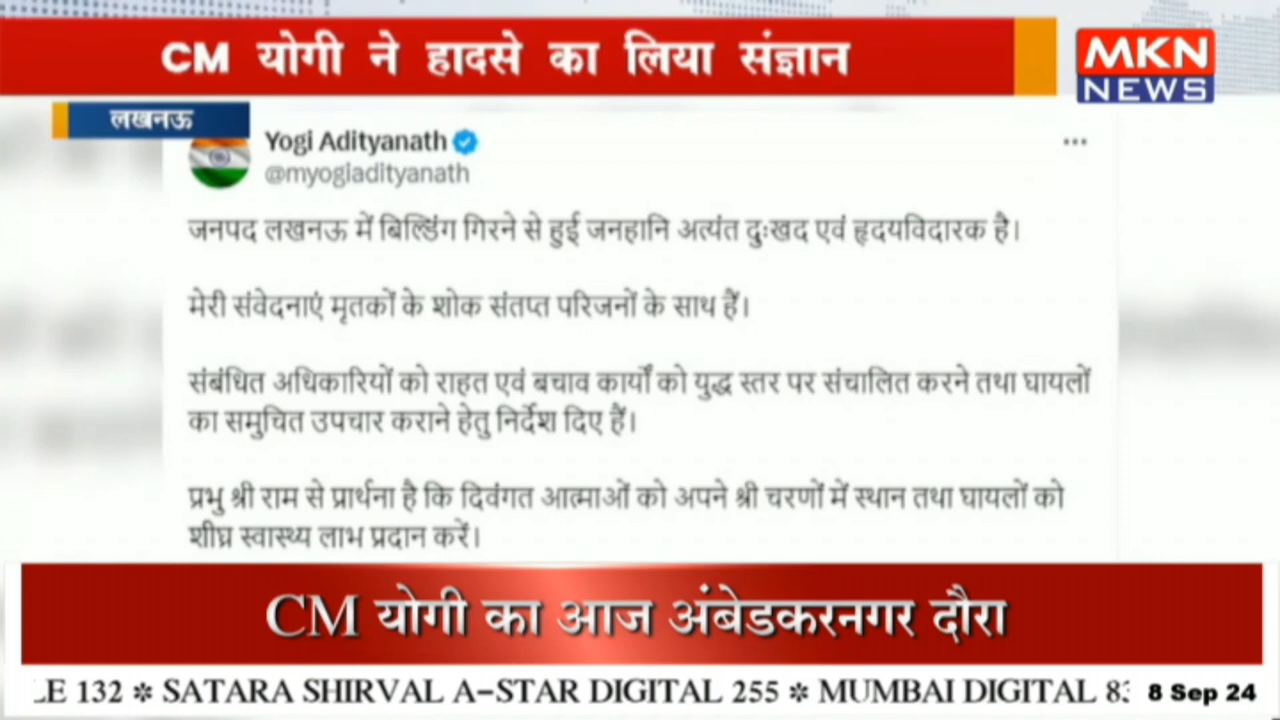 CM योगी ने हादसे का लिया संज्ञान
MKN
NEWS
लखनऊ
Yogi Adityanath
@myogiadityanath
जनपद लखनऊ में बिल्डिंग गिरने से हुई जनहानि अत्यंत दुःखद एवं हृदयविदारक है।
मेरी संवेदनाएं मृतकों के शोक संतप्त परिजनों के साथ हैं।
संबंधित अधिकारियों को राहत एवं बचाव कार्यों को युद्ध स्तर पर संचालित करने तथा घायलों
का समुचित उपचार कराने हेतु निर्देश दिए हैं।
प्रभु श्री राम से प्रार्थना है कि दिवंगत आत्माओं को अपने श्री चरणों में स्थान तथा घायलों को
शीघ्र स्वास्थ्य लाभ प्रदान करें।
CM योगी का आज अंबेडकरनगर दौरा
LE 132 ✲ SATARA SHIRVAL A-STAR DIGITAL 255 ✲ MUMBAI DIGITAL 8
8 Sep 24